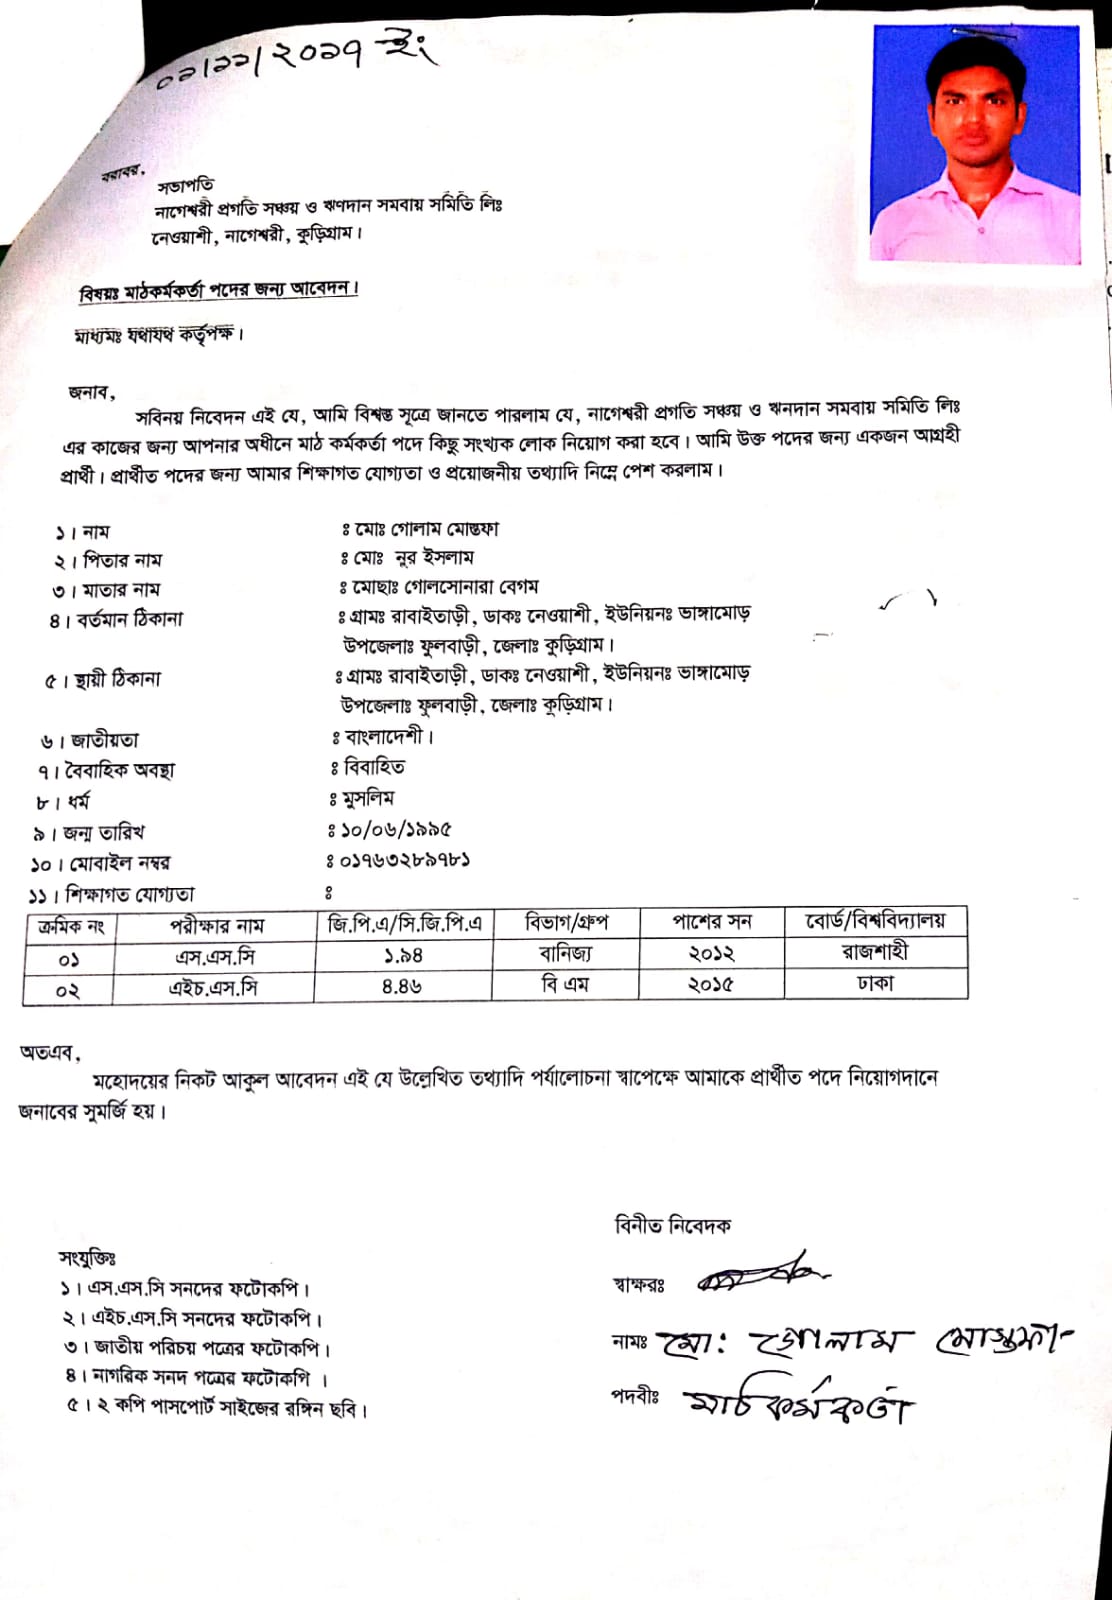 ০১/১১/২০১৭ ইং
বরাবর,
সভাপতি
নাগেশ্বরী প্রগতি সঞ্চয় ও ঋণদান সমবায় সমিতি লিঃ
নেওয়াশী, নাগেশ্বরী, কুড়িগ্রাম।
বিষয়ঃ মাঠকর্মকর্তা পদের জন্য আবেদন।
মাধ্যমঃ যথাযথ কর্তৃপক্ষ।
জনাব,
সবিনয় নিবেদন এই যে, আমি বিশ্বস্ত সূত্রে জানতে পারলাম যে, নাগেশ্বরী প্রগতি সঞ্চয় ও ঋনদান সমবায় সমিতি লিঃ
এর কাজের জন্য আপনার অধীনে মাঠ কর্মকর্তা পদে কিছু সংখ্যক লোক নিয়োগ করা হবে। আমি উক্ত পদের জন্য একজন আগ্রহী
প্রার্থী। প্রার্থীত পদের জন্য আমার শিক্ষাগত যোগ্যতা ও প্রয়োজনীয় তথ্যাদি নিম্নে পেশ করলাম।
১। নাম ঃ মোঃ গোলাম মোস্তফা
২। পিতার নাম ঃ মোঃ নুর ইসলাম
৩। মাতার নাম ঃ মোছাঃ গোলসোনারা বেগম
৪। বর্তমান ঠিকানা ঃ গ্রামঃ রাবাইতাড়ী, ডাকঃ নেওয়াশী, ইউনিয়নঃ ভাঙ্গামোড়
উপজেলাঃ ফুলবাড়ী, জেলাঃ কুড়িগ্রাম।
৫। স্থায়ী ঠিকানা ঃ গ্রামঃ রাবাইতাড়ী, ডাকঃ নেওয়াশী, ইউনিয়নঃ ভাঙ্গামোড়
উপজেলাঃ ফুলবাড়ী, জেলাঃ কুড়িগ্রাম।
৬। জাতীয়তা ঃ বাংলাদেশী।
৭। বৈবাহিক অবস্থা ঃ বিবাহিত
৮। ধর্ম ঃ মুসলিম
৯। জন্ম তারিখ ঃ ১০/০৬/১৯৯৫
১০। মোবাইল নম্বর ঃ ০১৭৬৩২৮৯৭৮১
১১। শিক্ষাগত যোগ্যতা ঃ
ক্রমিক নং পরীক্ষার নাম জি.পি.এ/সি.জি.পি.এ বিভাগ/গ্রুপ পাশের সন বোর্ড/বিশ্ববিদ্যালয়
০১ এস.এস.সি ১.৯৪ বানিজ্য ২০১২ রাজশাহী
০২ এইচ.এস.সি ৪.৪৬ বি এম ২০১৫ ঢাকা
অতএব,
মহোদয়ের নিকট আকুল আবেদন এই যে উল্লেখিত তথ্যাদি পর্যালোচনা স্বাপেক্ষে আমাকে প্রার্থীত পদে নিয়োগদানে
জনাবের সুমর্জি হয়।
বিনীত নিবেদক
স্বাক্ষরঃ
নামঃ মো: গোলাম মোস্তফা
পদবীঃ মাঠকর্মকর্তা
সংযুক্তিঃ
১। এস.এস.সি সনদের ফটোকপি।
২। এইচ.এস.সি সনদের ফটোকপি।
৩। জাতীয় পরিচয় পত্রের ফটোকপি।
৪। নাগরিক সনদ পত্রের ফটোকপি ।
৫। ২ কপি পাসপোর্ট সাইজের রঙ্গিন ছবি।